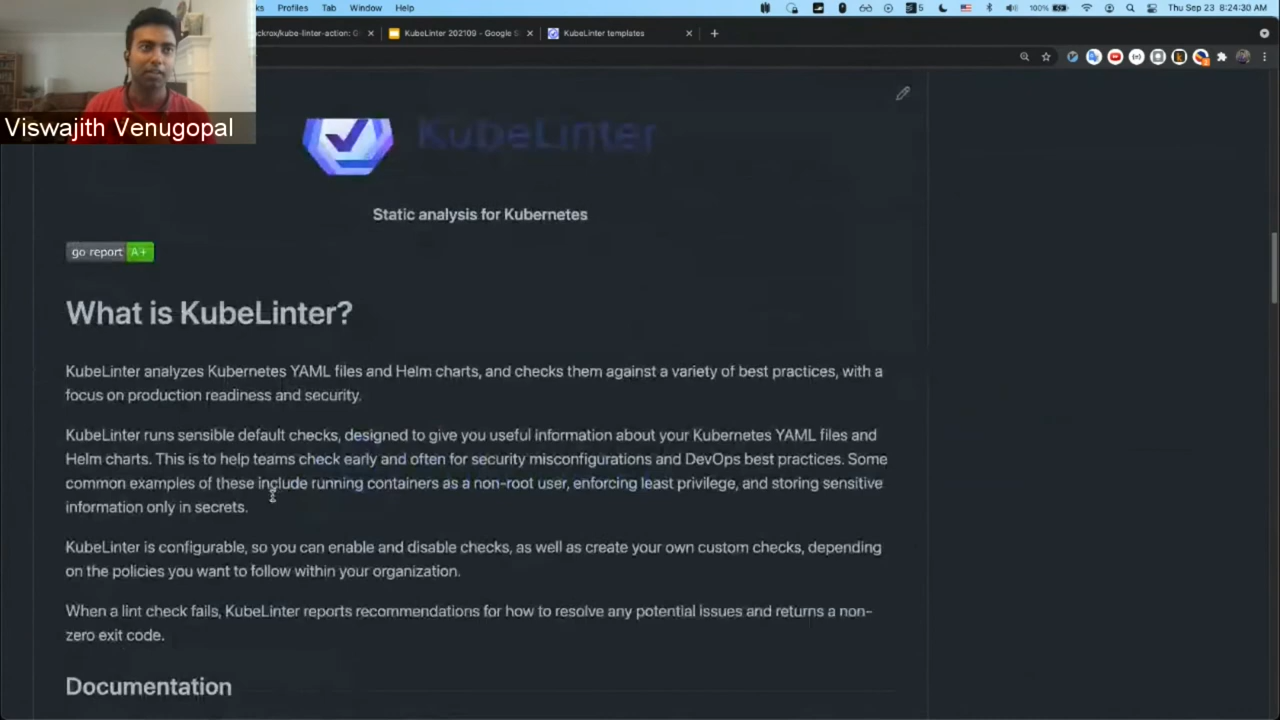 ks Profiles Tab Window Help
5
100%
Thu Sep 23 8:24:30 AM
ckrox/kube-linter-action: G
KubeLinter 202109 - Google S
KubeLinter templates
Viswajith Venugopal
KubeLinter
Static analysis for Kubernetes
go report A+
What is KubeLinter?
KubeLinter analyzes Kubernetes YAML files and Helm charts, and checks them against a variety of best practices, with a
focus on production readiness and security.
KubeLinter runs sensible default checks, designed to give you useful information about your Kubernetes YAML files and
Helm charts. This is to help teams check early and often for security misconfigurations and DevOps best practices. Some
common examples of these include running containers as a non-root user, enforcing least privilege, and storing sensitive
information only in secrets.
KubeLinter is configurable, so you can enable and disable checks, as well as create your own custom checks, depending
on the policies you want to follow within your organization.
When a lint check fails, KubeLinter reports recommendations for how to resolve any potential issues and returns a non-
zero exit code.
Documentation